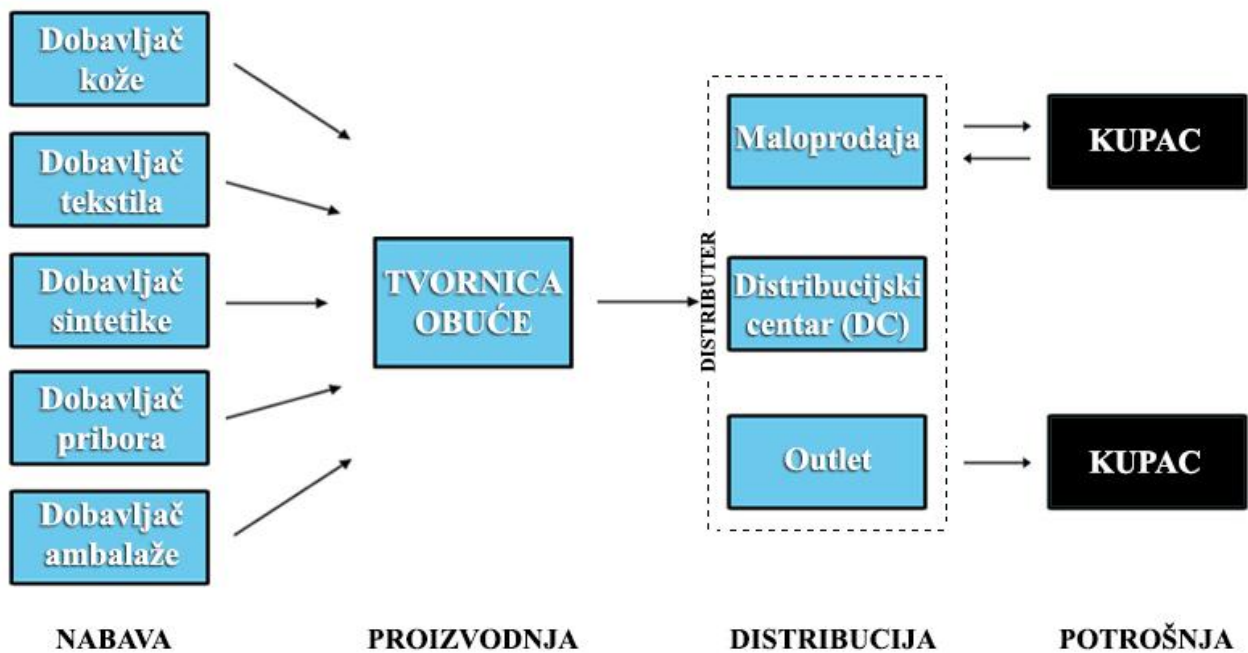 Dobavljač
kože
Dobavljač
tekstila
Dobavljač
sintetike
Dobavljač
pribora
Dobavljač
ambalaže
TVORNICA
OBUĆE
DISTRIBUTER
Maloprodaja
Distribucijski
centar (DC)
Outlet
KUPAC
KUPAC
NABAVA
PROIZVODNJA
DISTRIBUCIJA
POTROŠNJA